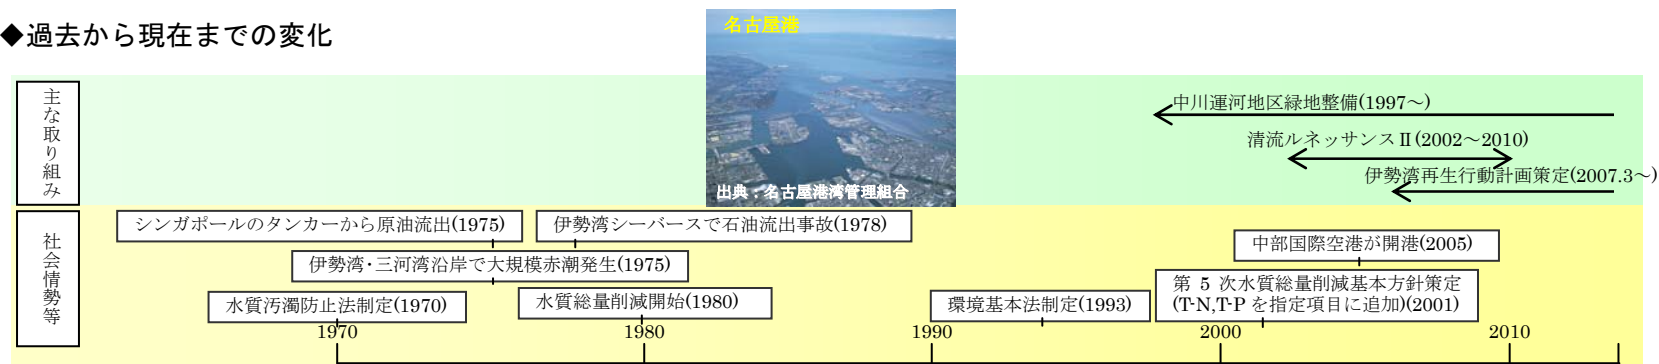 ◆過去から現在までの変化
名古屋港
出典：名古屋港湾管理組合
主な取り組み
中川運河地区緑地整備(1997～)
清流ルネッサンスⅡ(2002～2010)
伊勢湾再生行動計画策定(2007.3～)
社会情勢等
シンガポールのタンカーから原油流出(1975)
伊勢湾シーバースで石油流出事故(1978)
中部国際空港が開港(2005)
伊勢湾・三河湾沿岸で大規模赤潮発生(1975)
第 5 次水質総量削減基本方針策定
(T-N,T-P を指定項目に追加)(2001)
水質汚濁防止法制定(1970)
水質総量削減開始(1980)
環境基本法制定(1993)
1970
1980
1990
2000
2010